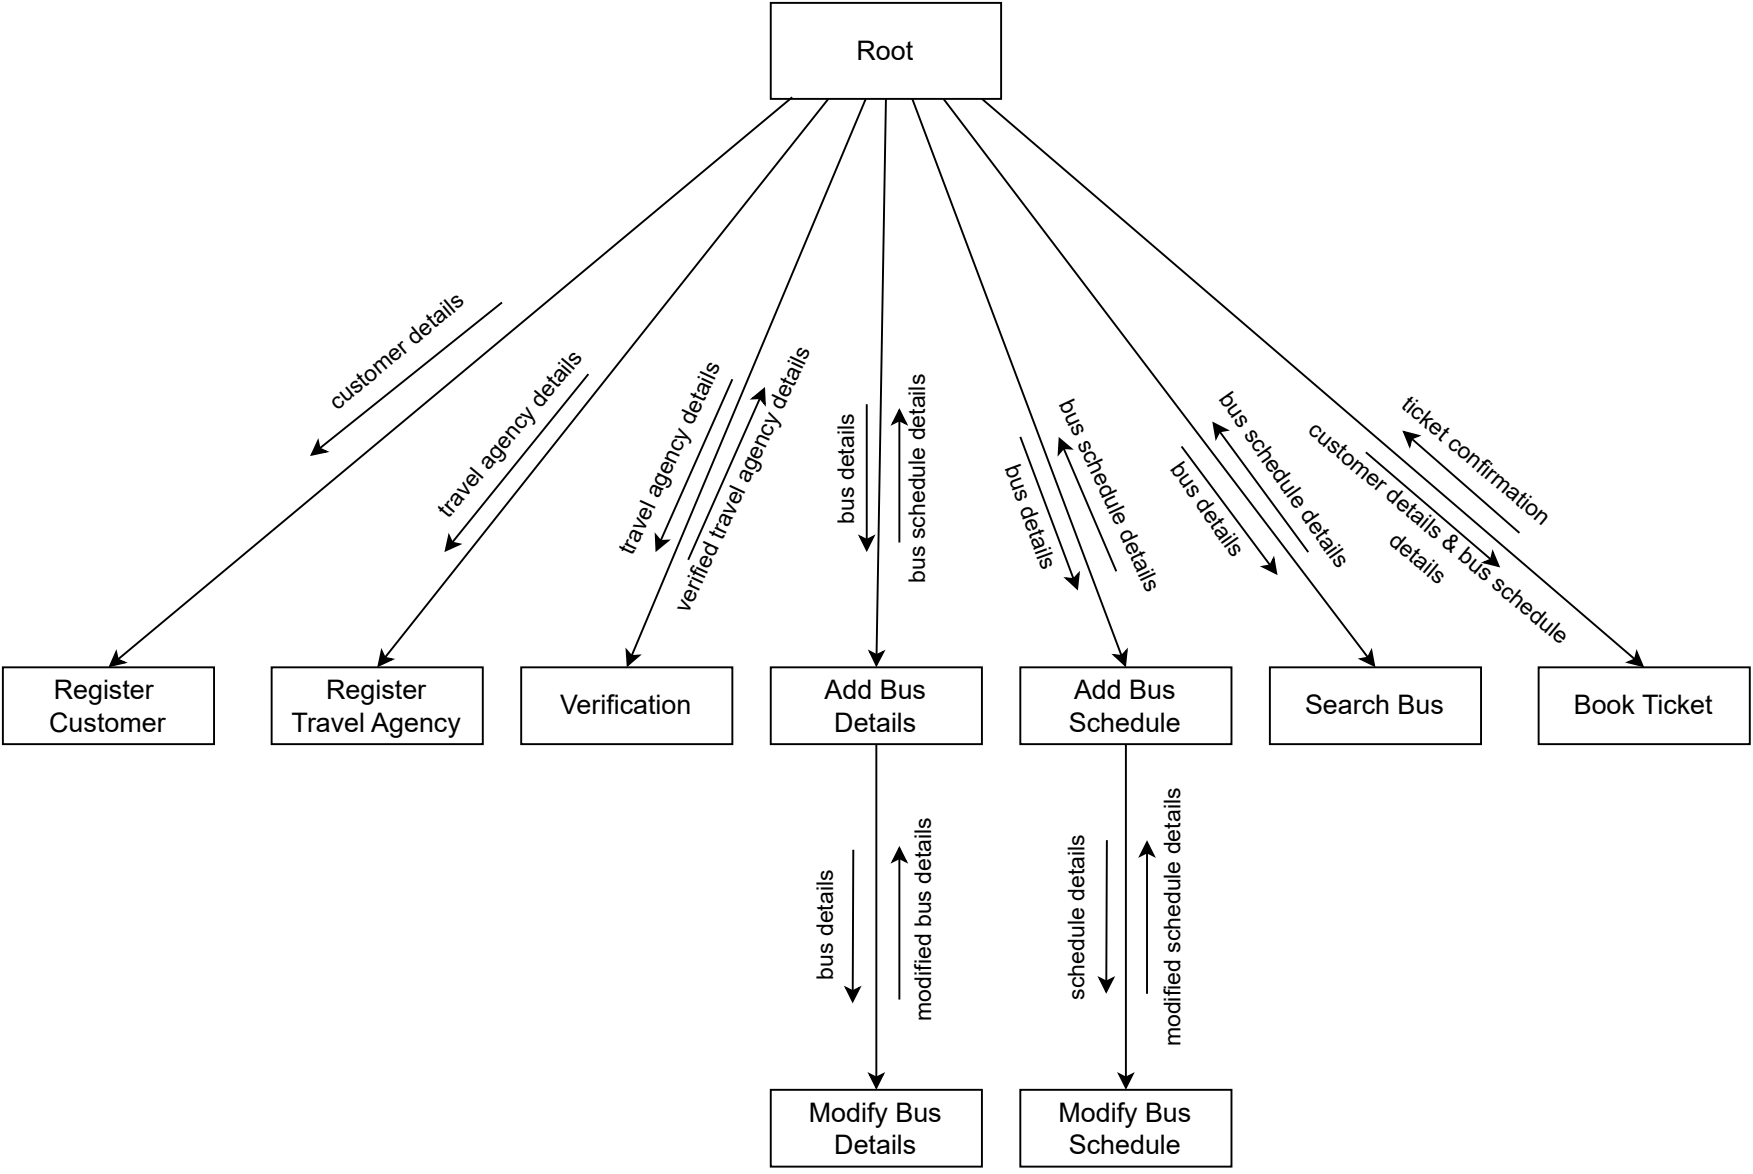 Root
customer details
travel agency details
travel agency details
verified travel agency details
bus details
bus schedule details
bus details
bus schedule details
bus details
bus schedule details
customer details & bus schedule
details
ticket confirmation
Register
Customer
Register
Travel Agency
Verification
Add Bus
Details
Add Bus
Schedule
Search Bus
Book Ticket
bus details
modified bus details
schedule details
modified schedule details
Modify Bus
Details
Modify Bus
Schedule